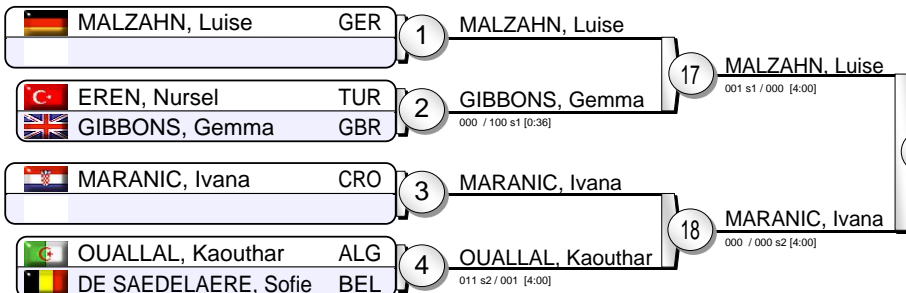 MALZAHN, Luise GER
1
MALZAHN, Luise
17
MALZAHN, Luise
001 s1 / 000 [4:00]
EREN, Nursel TUR
GIBBONS, Gemma GBR
2
GIBBONS, Gemma
000 / 100 s1 [0:36]
MARANIC, Ivana CRO
3
MARANIC, Ivana
18
MARANIC, Ivana
000 / 000 s2 [4:00]
OUALLAL, Kaouthar ALG
DE SAEDELAERE, Sofie BEL
4
OUALLAL, Kaouthar
011 s2 / 001 [4:00]